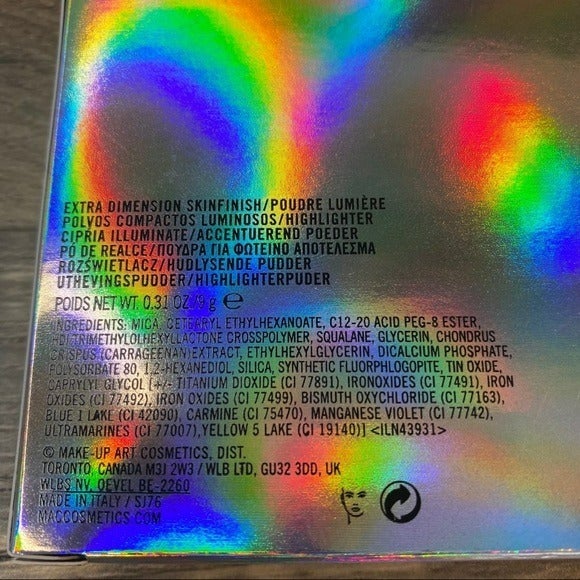 EXTRA DIMENSION SKINFINISH/POUDRE LUMIÈRE
POLVOS COMPACTOS LUMINOSOS/HIGHLIGHTER
CIPRIA ILLUMINATE/ACCENTUEREND POEDER
PÓ DE REALCE/ΠΟΥΔΡΑ ΓΙΑ ΦΩΤΕΙΝΟ ΑΠΟΤΕΛΕΣΜΑ
ROZŚWIETLACZ/HUDLYSENDE PUDDER
UTHEVINGSPUDDER/HIGHLIGHTERPUDER
POIDS NET WT. 0.31 OZ/9 g ℮
INGREDIENTS: MICA, CETEARYL ETHYLHEXANOATE, C12-20 ACID PEG-8 ESTER,
HDI/TRIMETHYLOLHEXYLLACTONE CROSSPOLYMER, SQUALANE, GLYCERIN, CHONDRUS
CRISPUS (CARRAGEENAN) EXTRACT, ETHYLHEXYLGLYCERIN, DICALCIUM PHOSPHATE,
POLYSORBATE 80, 1,2-HEXANEDIOL, SILICA, SYNTHETIC FLUORPHLOGOPITE, TIN OXIDE,
CAPRYLYL GLYCOL [+/- TITANIUM DIOXIDE (CI 77891), IRON OXIDES (CI 77491), IRON
OXIDES (CI 77492), IRON OXIDES (CI 77499), BISMUTH OXYCHLORIDE (CI 77163),
BLUE 1 LAKE (CI 42090), CARMINE (CI 75470), MANGANESE VIOLET (CI 77742),
ULTRAMARINES (CI 77007),YELLOW 5 LAKE (CI 19140)] <ILN43931>
© MAKE-UP ART COSMETICS, DIST.
TORONTO, CANADA M3J 2W3 / WLB LTD, GU32 3DD, UK
WLBS NV, OEVEL BE-2260
MADE IN ITALY / SJ76
MACCOSMETICS.COM